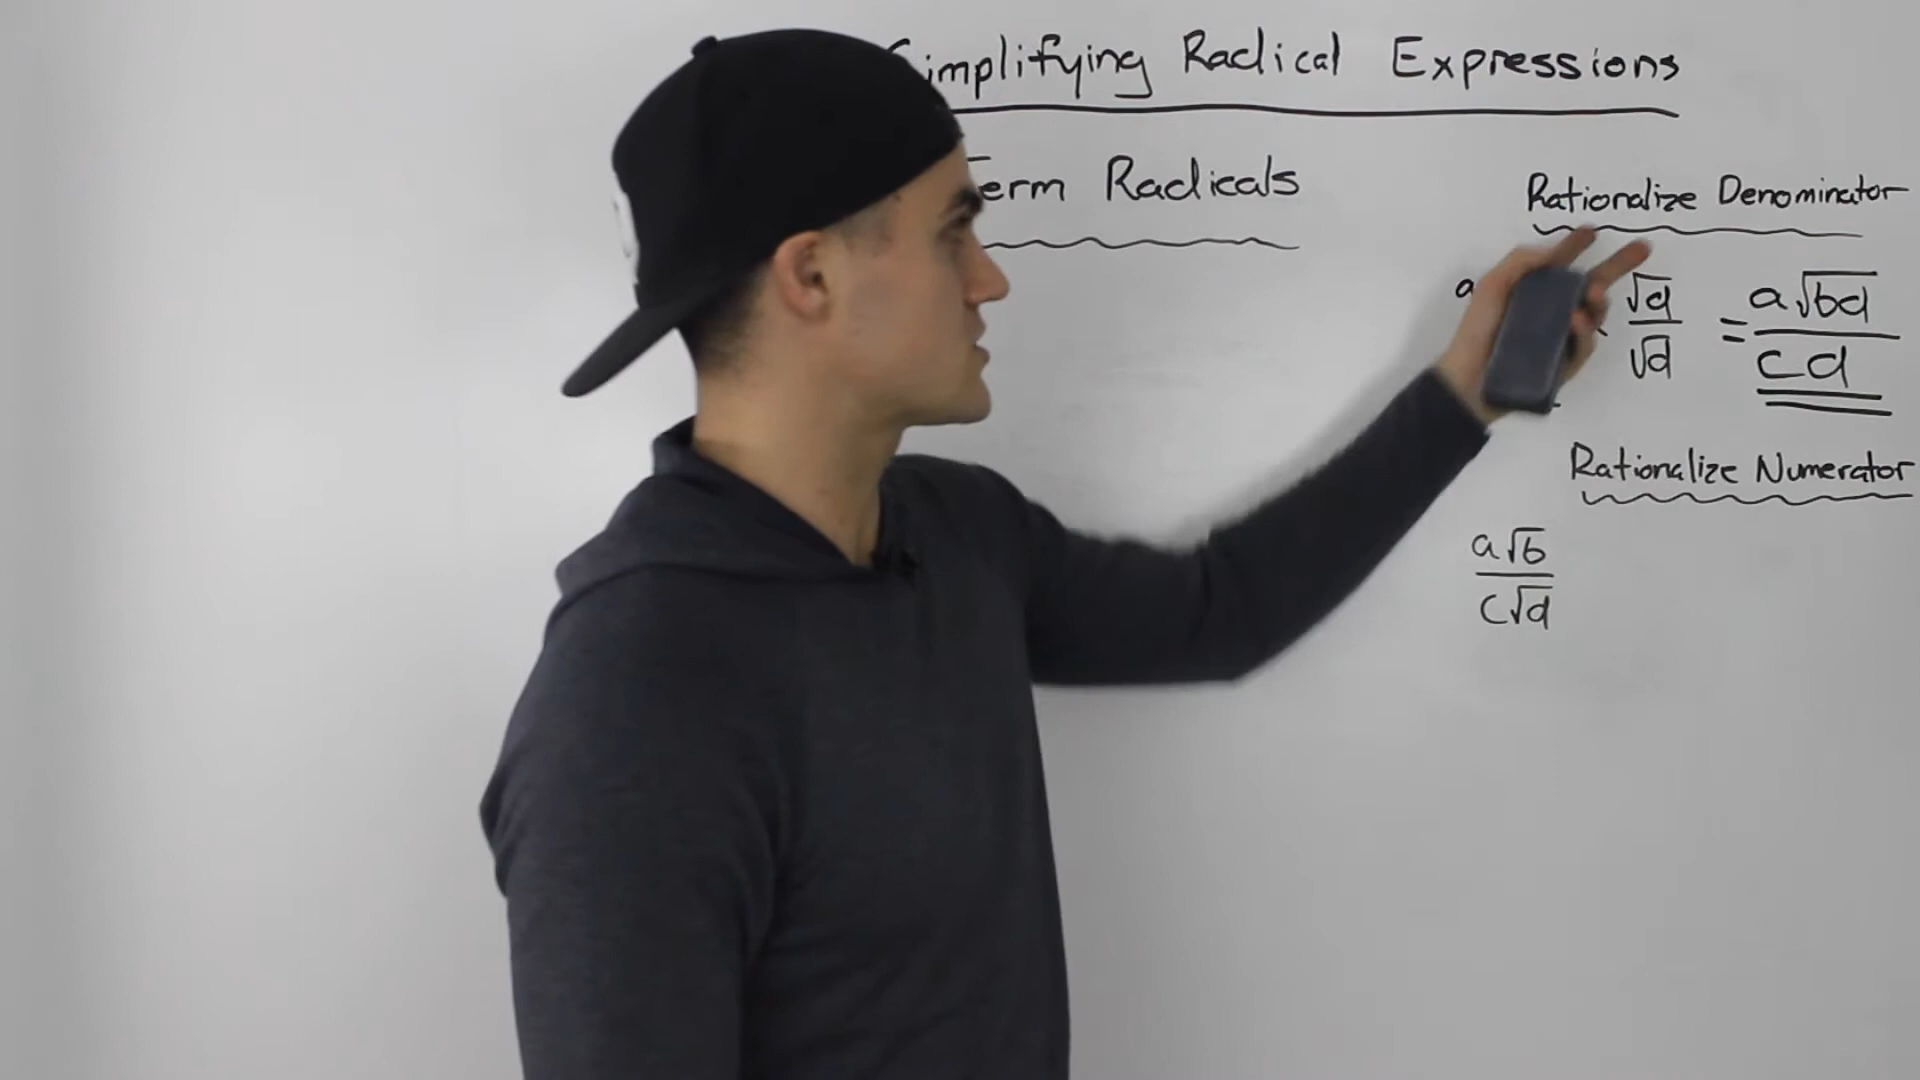 Simplifying Radical Expressions
Term Radicals
Rationalize Denominator
a √d/√d = a√bd/cd
Rationalize Numerator
a√b/c√d